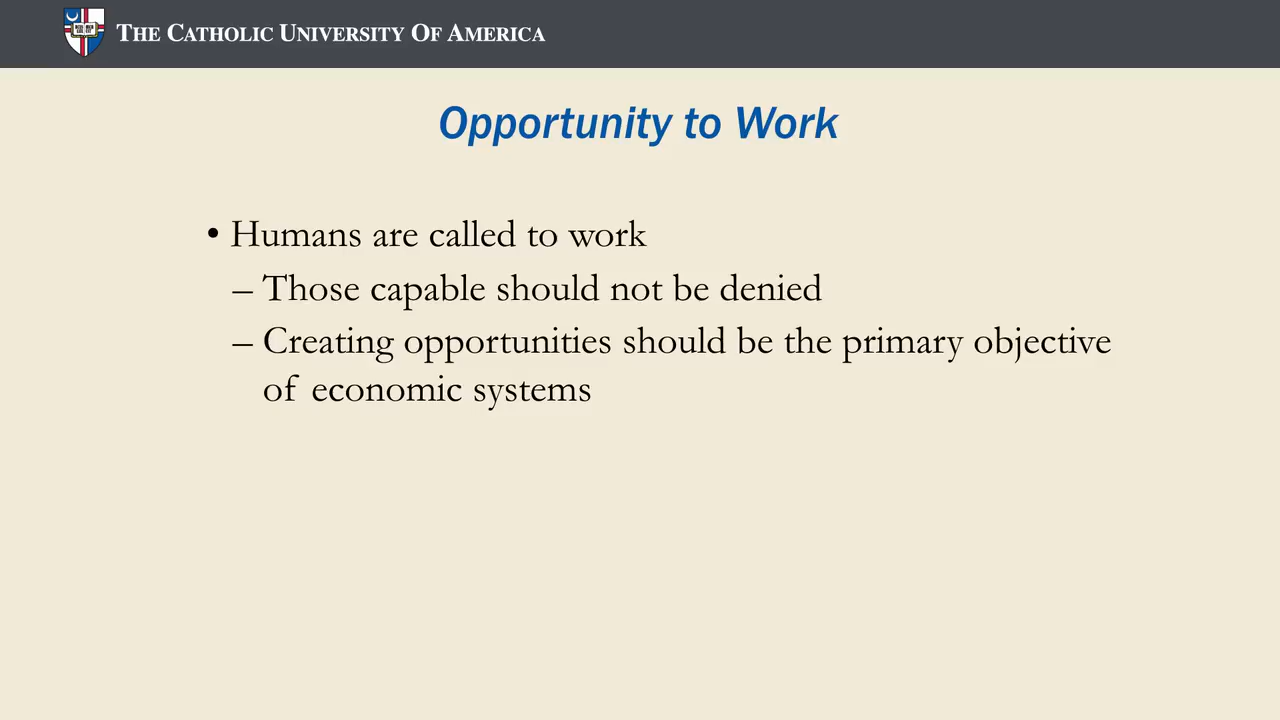 THE CATHOLIC UNIVERSITY OF AMERICA
Opportunity to Work
• Humans are called to work
– Those capable should not be denied
– Creating opportunities should be the primary objective
of economic systems